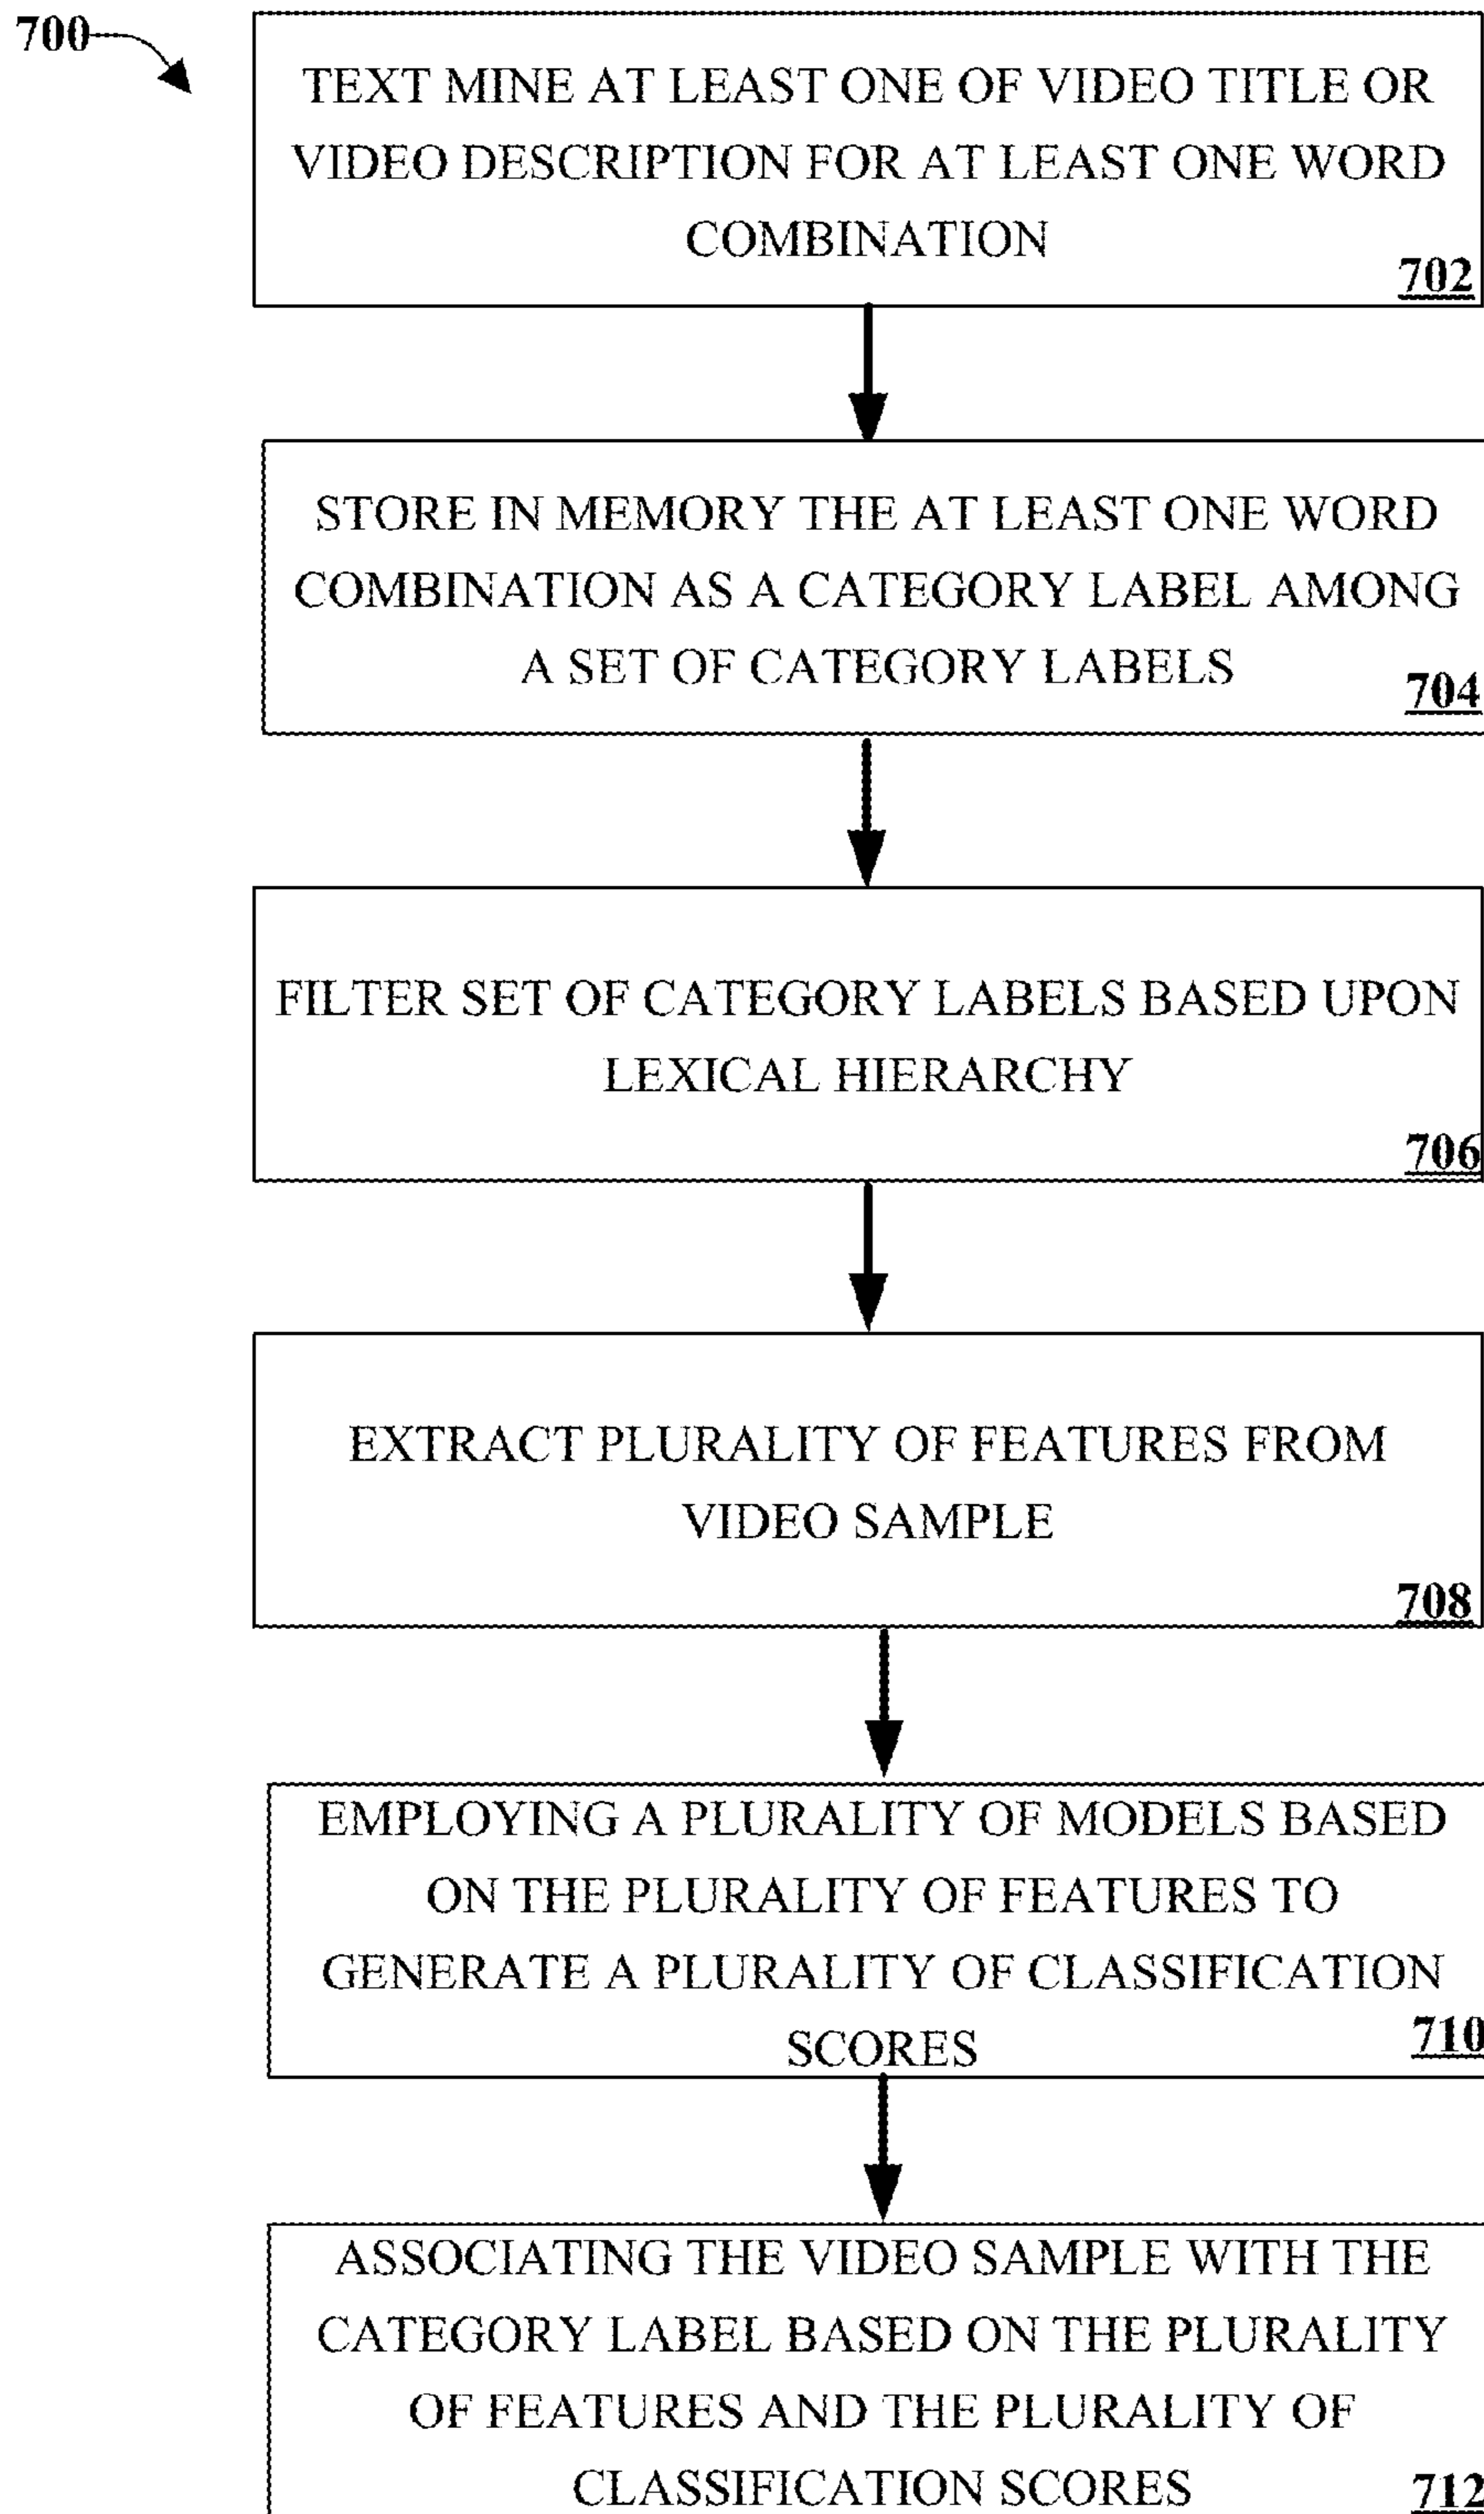 700
TEXT MINE AT LEAST ONE OF VIDEO TITLE OR
VIDEO DESCRIPTION FOR AT LEAST ONE WORD
COMBINATION
702
STORE IN MEMORY THE AT LEAST ONE WORD
COMBINATION AS A CATEGORY LABEL AMONG
A SET OF CATEGORY LABELS
704
FILTER SET OF CATEGORY LABELS BASED UPON
LEXICAL HIERARCHY
706
EXTRACT PLURALITY OF FEATURES FROM
VIDEO SAMPLE
708
EMPLOYING A PLURALITY OF MODELS BASED
ON THE PLURALITY OF FEATURES TO
GENERATE A PLURALITY OF CLASSIFICATION
SCORES
710
ASSOCIATING THE VIDEO SAMPLE WITH THE
CATEGORY LABEL BASED ON THE PLURALITY
OF FEATURES AND THE PLURALITY OF
CLASSIFICATION SCORES
712